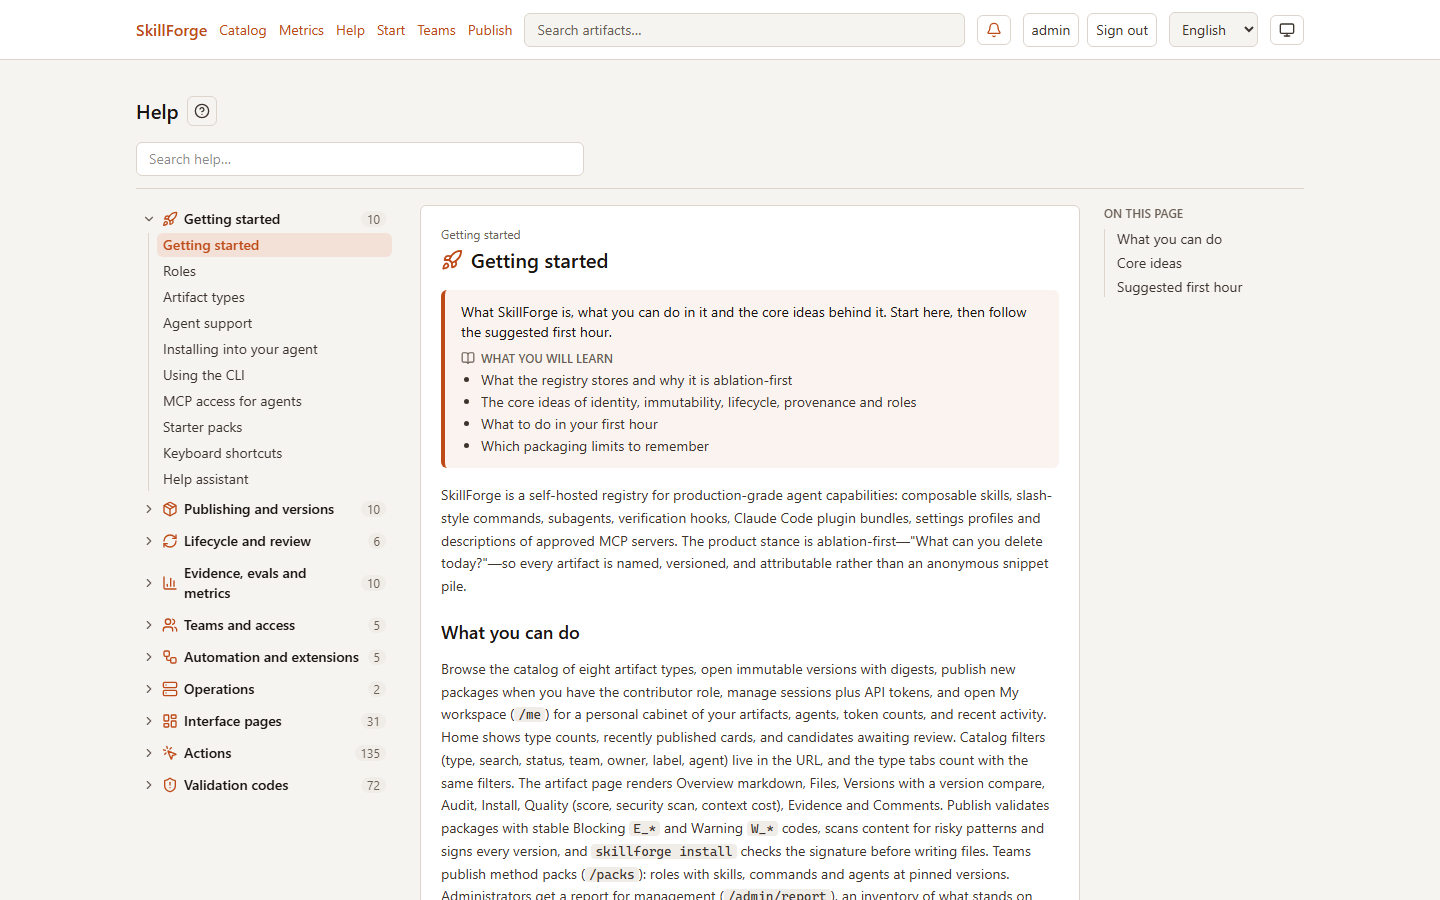 SkillForge Catalog Metrics Help Start Teams Publish Search artifacts... admin Sign out English
Help
Search help...
Getting started 10
Getting started
Roles
Artifact types
Agent support
Installing into your agent
Using the CLI
MCP access for agents
Starter packs
Keyboard shortcuts
Help assistant
Publishing and versions 10
Lifecycle and review 6
Evidence, evals and
metrics 10
Teams and access 5
Automation and extensions 5
Operations 2
Interface pages 31
Actions 135
Validation codes 72
Getting started
Getting started
What SkillForge is, what you can do in it and the core ideas behind it. Start here, then follow
the suggested first hour.
WHAT YOU WILL LEARN
• What the registry stores and why it is ablation-first
• The core ideas of identity, immutability, lifecycle, provenance and roles
• What to do in your first hour
• Which packaging limits to remember
SkillForge is a self-hosted registry for production-grade agent capabilities: composable skills, slash-
style commands, subagents, verification hooks, Claude Code plugin bundles, settings profiles and
descriptions of approved MCP servers. The product stance is ablation-first—"What can you delete
today?"—so every artifact is named, versioned, and attributable rather than an anonymous snippet
pile.
What you can do
Browse the catalog of eight artifact types, open immutable versions with digests, publish new
packages when you have the contributor role, manage sessions plus API tokens, and open My
workspace ( /me ) for a personal cabinet of your artifacts, agents, token counts, and recent activity.
Home shows type counts, recently published cards, and candidates awaiting review. Catalog filters
(type, search, status, team, owner, label, agent) live in the URL, and the type tabs count with the
same filters. The artifact page renders Overview markdown, Files, Versions with a version compare,
Audit, Install, Quality (score, security scan, context cost), Evidence and Comments. Publish validates
packages with stable Blocking E_* and Warning W_* codes, scans content for risky patterns and
signs every version, and skillforge install checks the signature before writing files. Teams
publish method packs ( /packs ): roles with skills, commands and agents at pinned versions.
Administrators get a report for management ( /admin/report ), an inventory of what stands on
ON THIS PAGE
What you can do
Core ideas
Suggested first hour